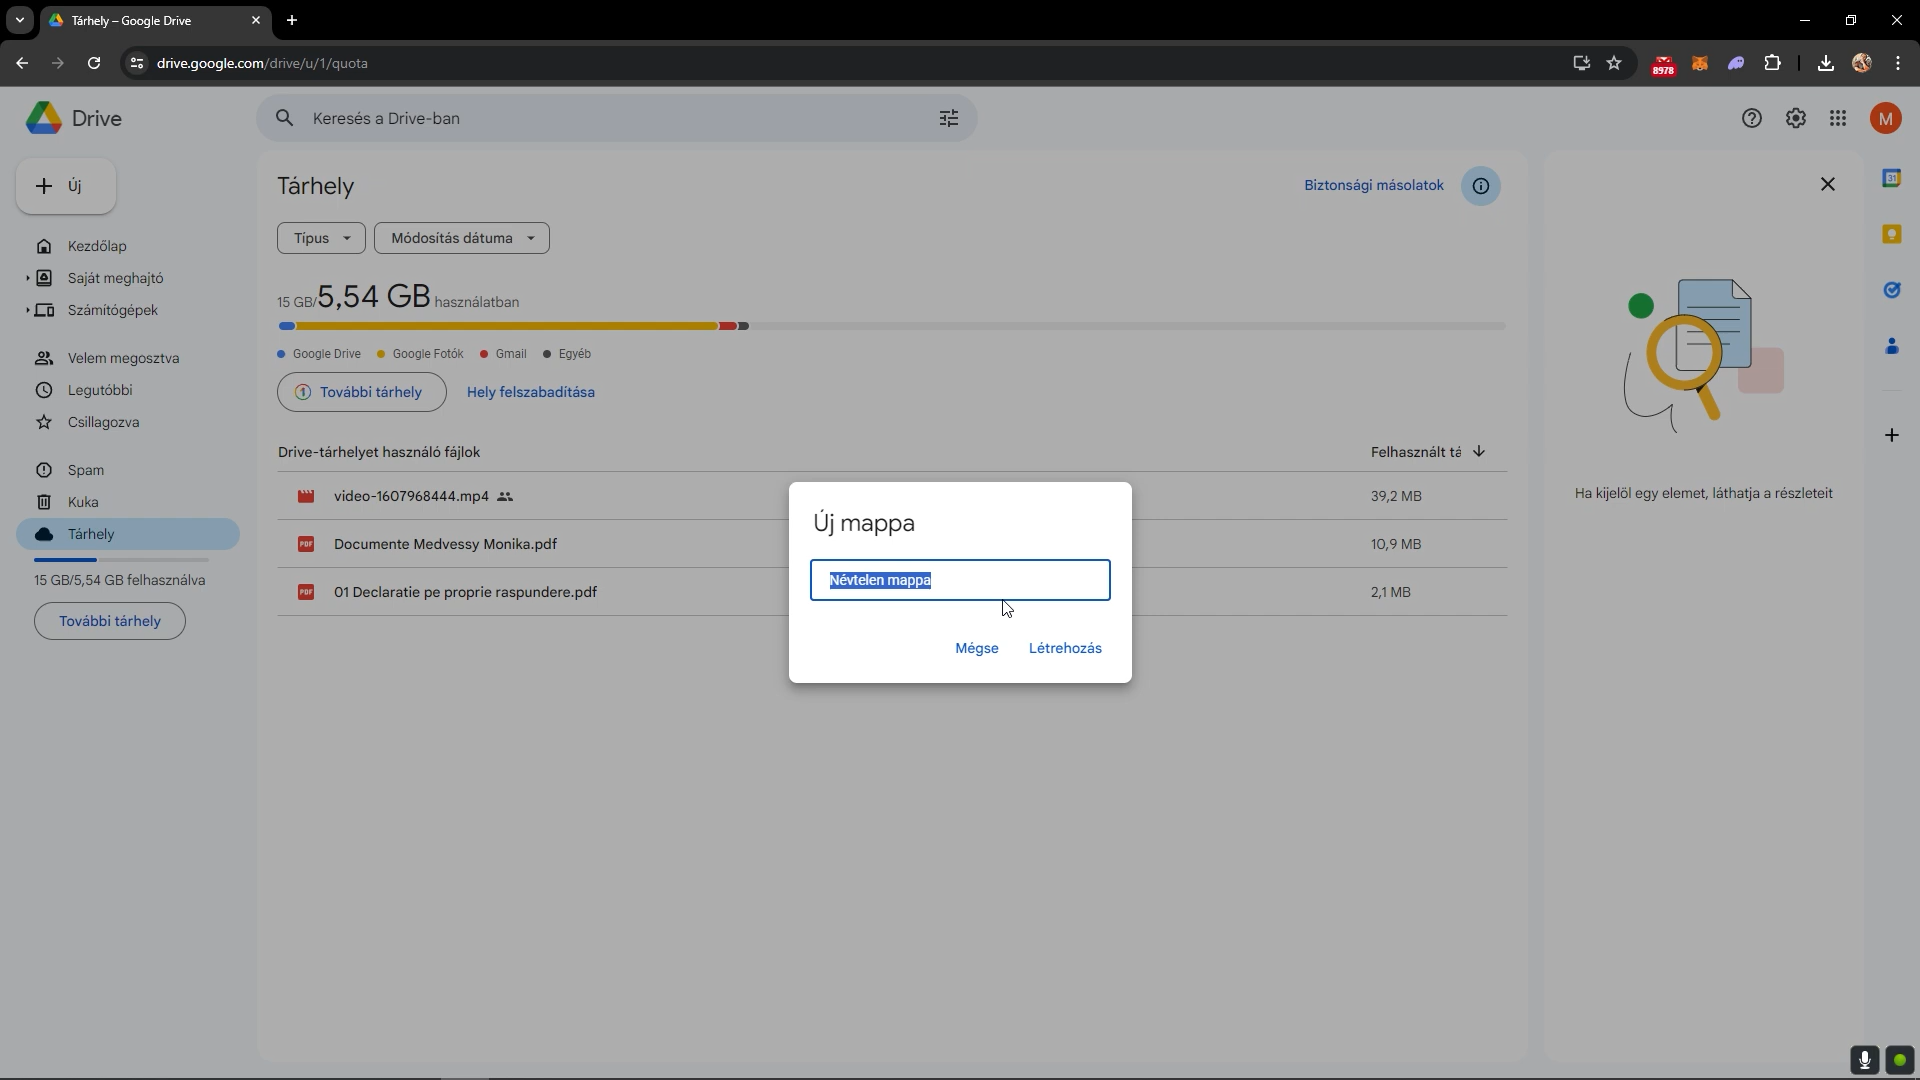 Tárhely – Google Drive
drive.google.com/drive/u/1/quota
8978
Drive
Keresés a Drive-ban
M
Új
Kezdőlap
Saját meghajtó
Számítógépek
Velem megosztva
Legutóbbi
Csillagozva
Spam
Kuka
Tárhely
15 GB/5,54 GB felhasználva
További tárhely
Tárhely
Biztonsági másolatok
Típus
Módosítás dátuma
15 GB/5,54 GB használatban
Google Drive
Google Fotók
Gmail
Egyéb
További tárhely
Hely felszabadítása
Drive-tárhelyet használó fájlok
Felhasznált tá
video-1607968444.mp4
39,2 MB
PDF
Documente Medvessy Monika.pdf
10,9 MB
PDF
01 Declaratie pe proprie raspundere.pdf
2,1 MB
Új mappa
Névtelen mappa
Mégse
Létrehozás
Ha kijelöl egy elemet, láthatja a részleteit
31